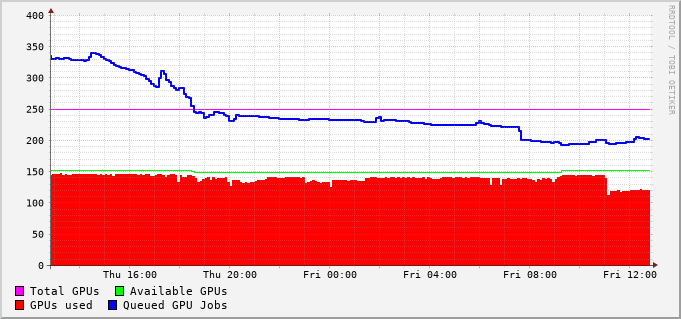 400
350
300
250
200
150
100
50
0
Thu 16:00 Thu 20:00 Fri 00:00 Fri 04:00 Fri 08:00 Fri 12:00
Total GPUs Available GPUs
GPUs used Queued GPU Jobs
RRDTOOL / TOBI OETIKER